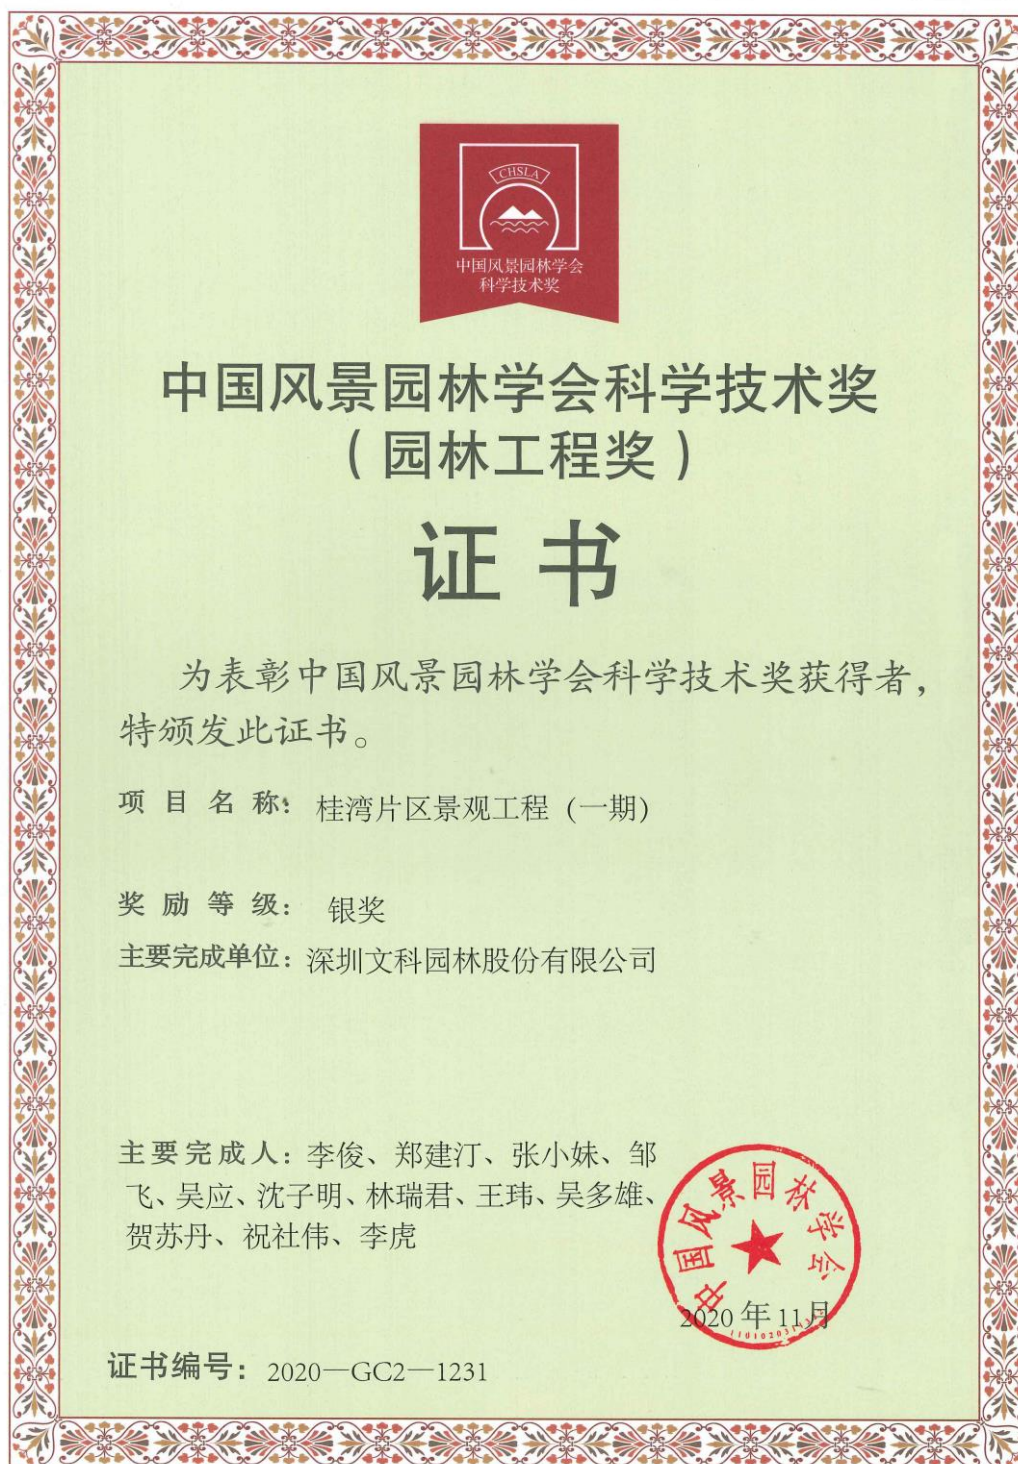 CHSLA
中国风景园林学会
科学技术奖
中国风景园林学会科学技术奖
（园林工程奖）
证书
为表彰中国风景园林学会科学技术奖获得者，
特颁发此证书。
项目名称：桂湾片区景观工程（一期）
奖励等级：银奖
主要完成单位：深圳文科园林股份有限公司
主要完成人：李俊、郑建汀、张小妹、邹
飞、吴应、沈子明、林瑞君、王玮、吴多雄、
贺苏丹、祝社伟、李虎
中国风景园林学会
2020年11月
证书编号：2020—GC2—1231